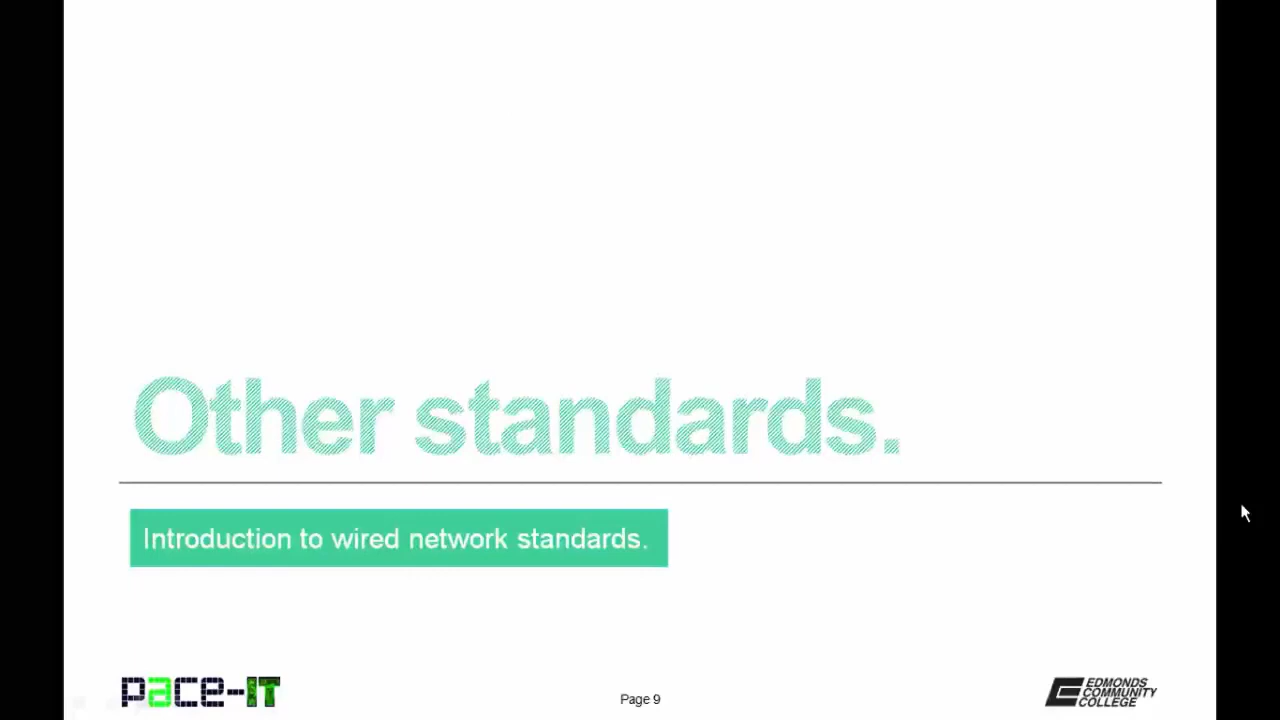 Other standards.
Introduction to wired network standards.
pace-IT
Page 9
EDMONDS
COMMUNITY
COLLEGE